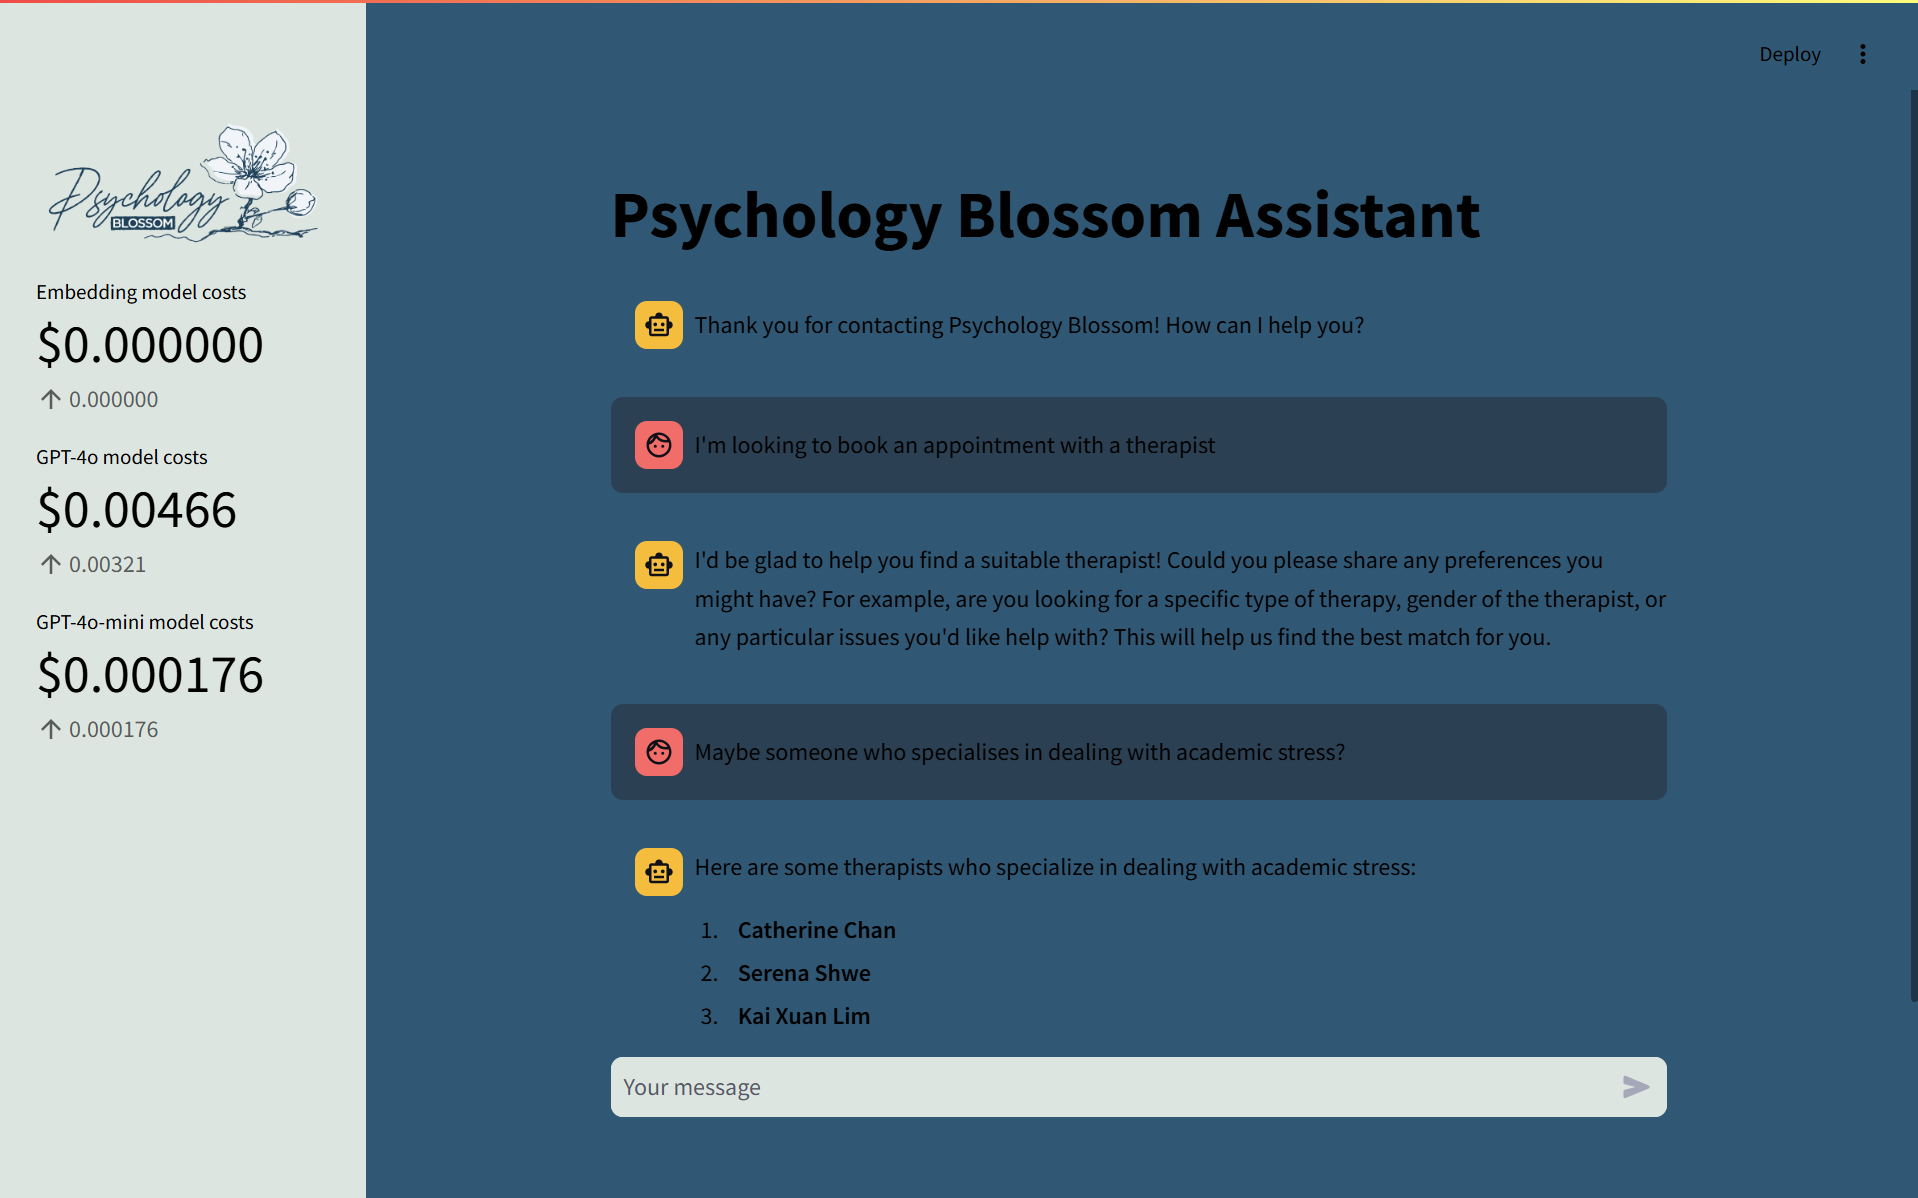 Deploy
Psychology
BLOSSOM
Embedding model costs
$0.000000
↑ 0.000000
GPT-4o model costs
$0.00466
↑ 0.00321
GPT-4o-mini model costs
$0.000176
↑ 0.000176
Psychology Blossom Assistant
Thank you for contacting Psychology Blossom! How can I help you?
I'm looking to book an appointment with a therapist
I'd be glad to help you find a suitable therapist! Could you please share any preferences you
might have? For example, are you looking for a specific type of therapy, gender of the therapist, or
any particular issues you'd like help with? This will help us find the best match for you.
Maybe someone who specialises in dealing with academic stress?
Here are some therapists who specialize in dealing with academic stress:
1. Catherine Chan
2. Serena Shwe
3. Kai Xuan Lim
Your message